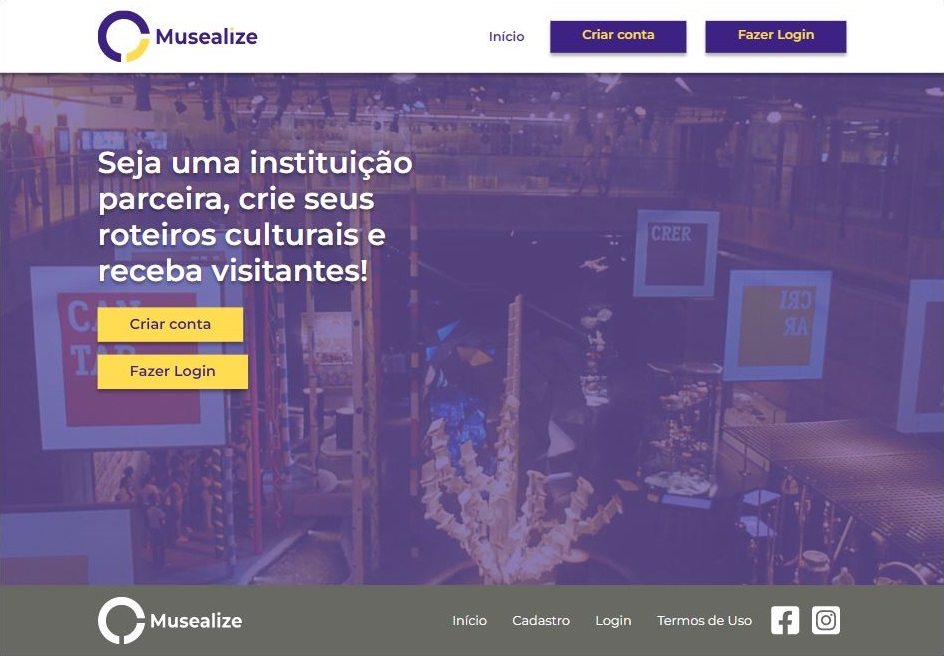 Musealize
Início
Criar conta
Fazer Login
Seja uma instituição
parceira, crie seus
roteiros culturais e
receba visitantes!
Criar conta
Fazer Login
CRER
CRI
AR
CAN
TAR
Musealize
Início
Cadastro
Login
Termos de Uso